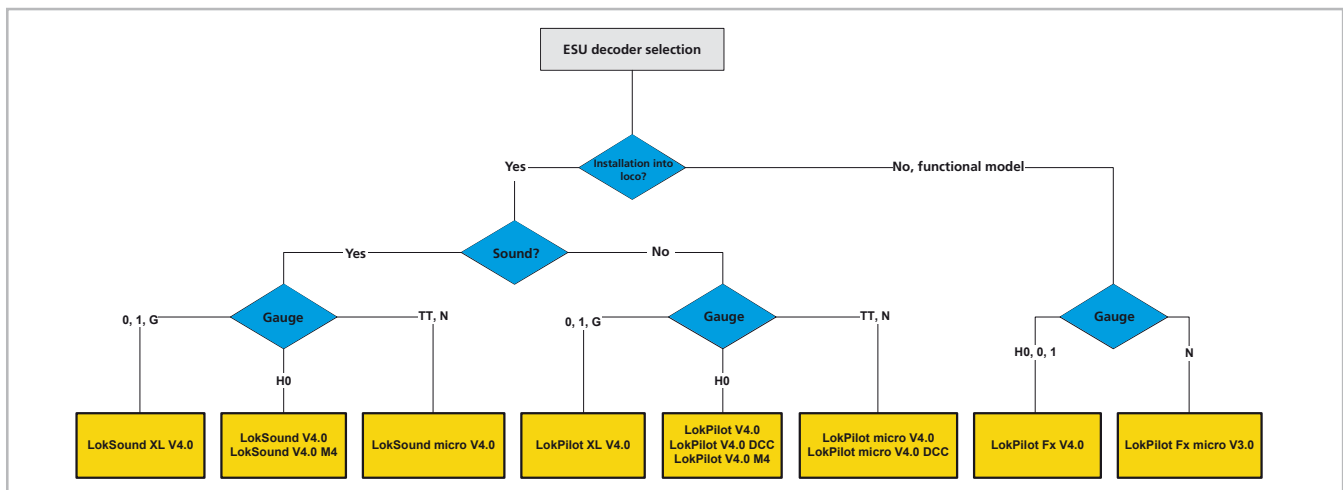 ESU decoder selection
Installation into
loco?
Yes
No, functional model
Sound?
Yes
No
Gauge
0, 1, G
TT, N
H0
Gauge
0, 1, G
TT, N
H0
Gauge
H0, 0, 1
N
LokSound XL V4.0
LokSound V4.0
LokSound V4.0 M4
LokSound micro V4.0
LokPilot XL V4.0
LokPilot V4.0
LokPilot V4.0 DCC
LokPilot V4.0 M4
LokPilot micro V4.0
LokPilot micro V4.0 DCC
LokPilot Fx V4.0
LokPilot Fx micro V3.0